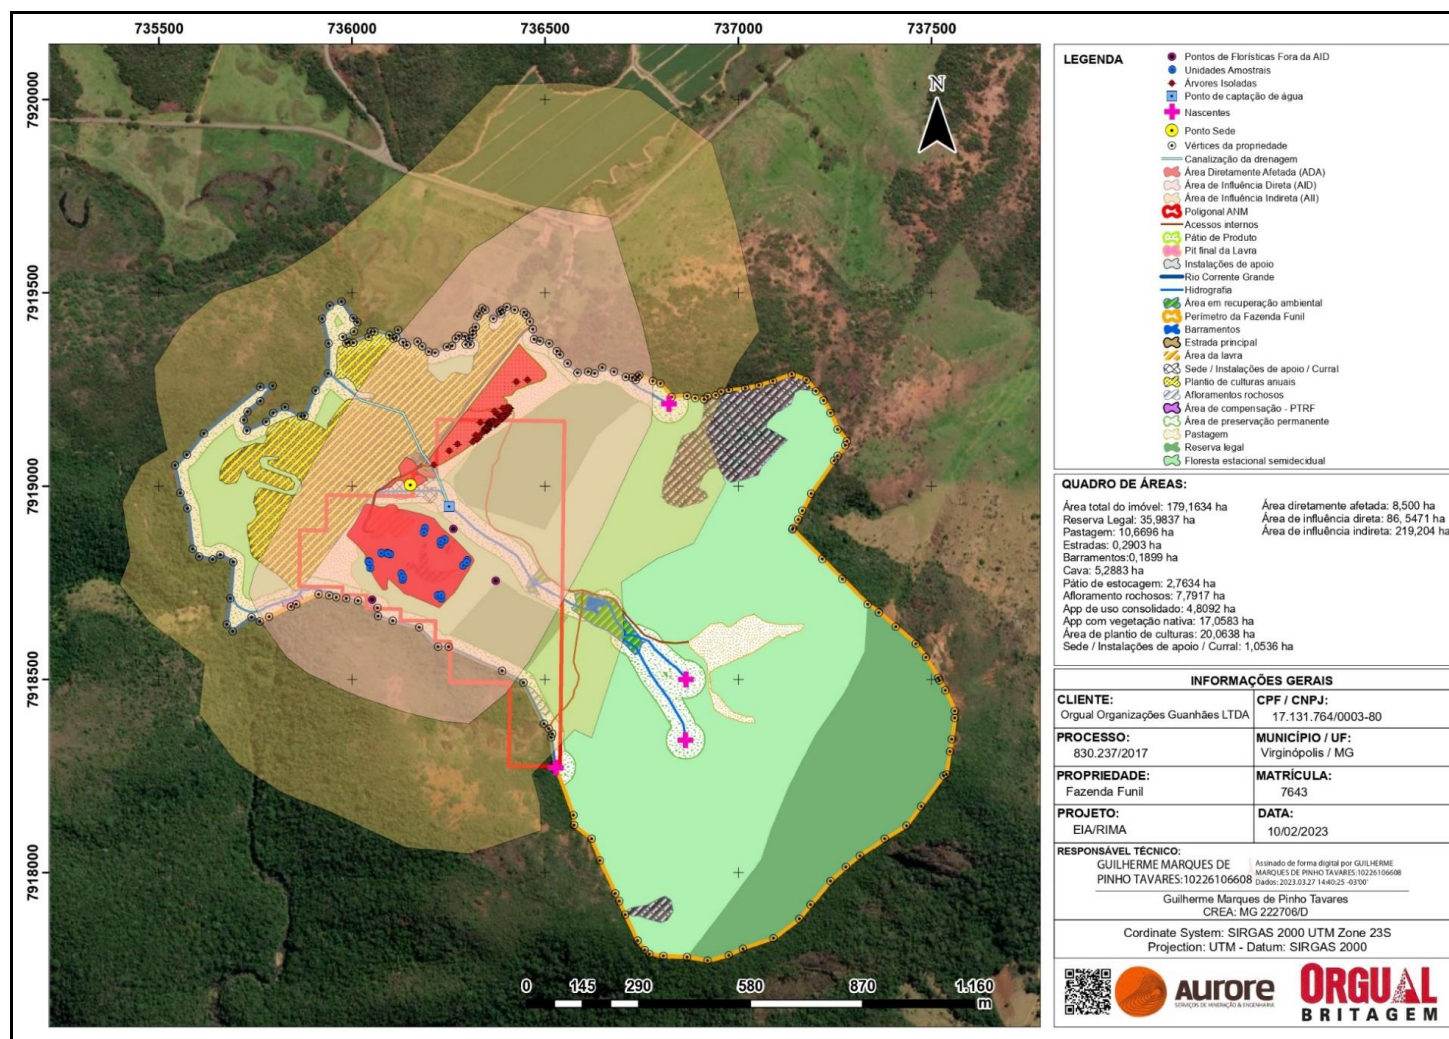 735500 736000 736500 737000 737500
7920000
7919500
7919000
7918500
7918000
N
0 145 290 580 870 1.160
m
LEGENDA
Pontos de Florísticas Fora da AID
Unidades Amostrais
Árvores Isoladas
Ponto de captação de água
Nascentes
Ponto Sede
Vértices da propriedade
Canalização da drenagem
Área Diretamente Afetada (ADA)
Área de Influência Direta (AID)
Área de Influência Indireta (AII)
Poligonal ANM
Acessos internos
Pátio de Produto
Pit final da Lavra
Instalações de apoio
Rio Corrente Grande
Hidrografia
Área em recuperação ambiental
Perímetro da Fazenda Funil
Barramentos
Estrada principal
Área da lavra
Sede / Instalações de apoio / Curral
Plantio de culturas anuais
Afloramentos rochosos
Área de compensação - PTRF
Área de preservação permanente
Pastagem
Reserva legal
Floresta estacional semidecidual
QUADRO DE ÁREAS:
Área total do imóvel: 179,1634 ha
Reserva Legal: 35,9837 ha
Pastagem: 10,6696 ha
Estradas: 0,2903 ha
Barramentos:0,1899 ha
Cava: 5,2883 ha
Pátio de estocagem: 2,7634 ha
Afloramento rochosos: 7,7917 ha
App de uso consolidado: 4,8092 ha
App com vegetação nativa: 17,0583 ha
Área de plantio de culturas: 20,0638 ha
Sede / Instalações de apoio / Curral: 1,0536 ha
Área diretamente afetada: 8,500 ha
Área de influência direta: 86, 5471 ha
Área de influência indireta: 219,204 ha
INFORMAÇÕES GERAIS
CLIENTE:
Orgual Organizações Guanhães LTDA
CPF / CNPJ:
17.131.764/0003-80
PROCESSO:
830.237/2017
MUNICÍPIO / UF:
Virginópolis / MG
PROPRIEDADE:
Fazenda Funil
MATRÍCULA:
7643
PROJETO:
EIA/RIMA
DATA:
10/02/2023
RESPONSÁVEL TÉCNICO:
GUILHERME MARQUES DE
PINHO TAVARES:10226106608
Assinado de forma digital por GUILHERME
MARQUES DE PINHO TAVARES:10226106608
Dados: 2023.03.27 14:40:25 -03'00'
Guilherme Marques de Pinho Tavares
CREA: MG 222706/D
Cordinate System: SIRGAS 2000 UTM Zone 23S
Projection: UTM - Datum: SIRGAS 2000
AURORE
SERVIÇOS DE MINERAÇÃO & ENGENHARIA
ORGUAL
BRITAGEM